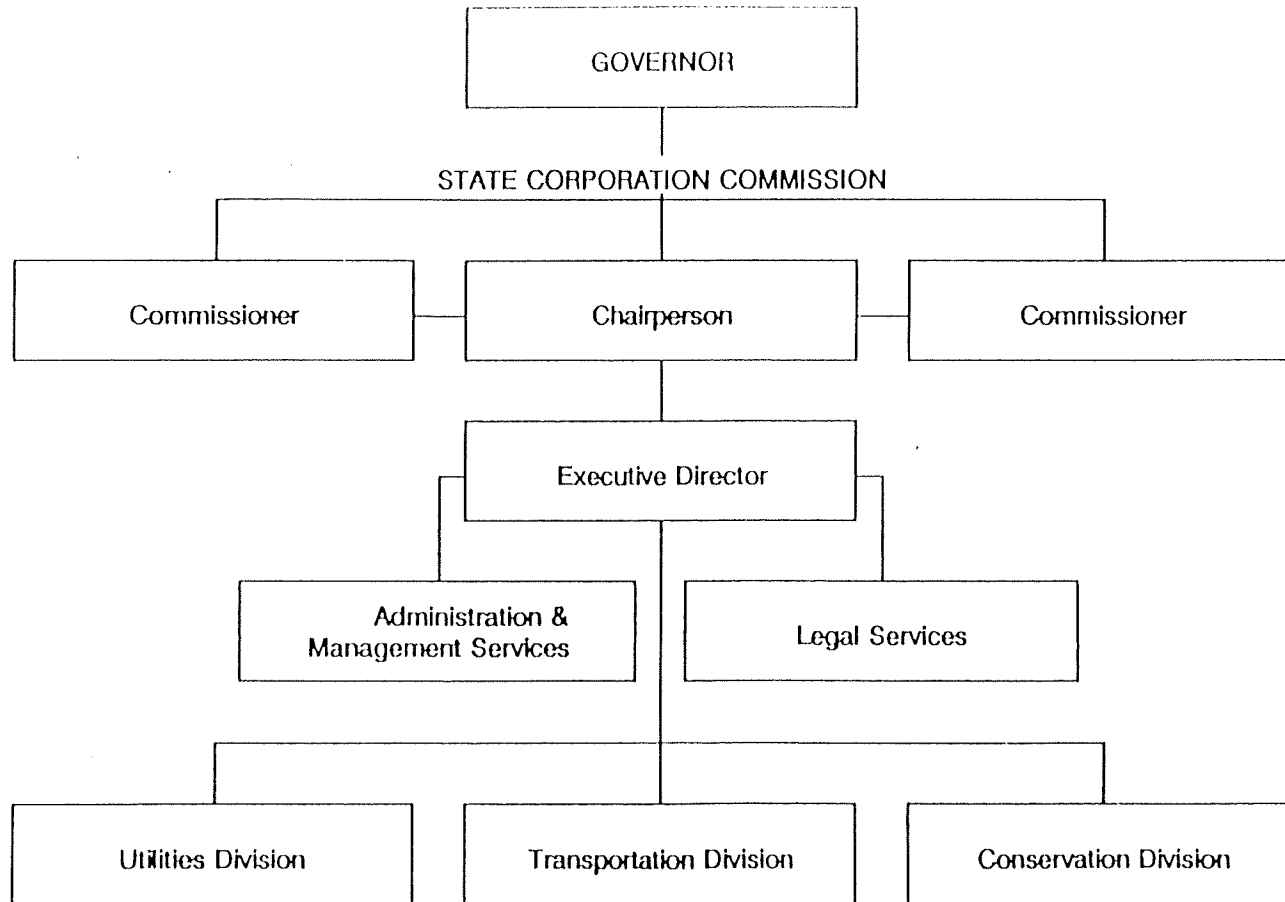 GOVERNOR
STATE CORPORATION COMMISSION
Commissioner
Chairperson
Commissioner
Executive Director
Administration &
Management Services
Legal Services
Utilities Division
Transportation Division
Conservation Division